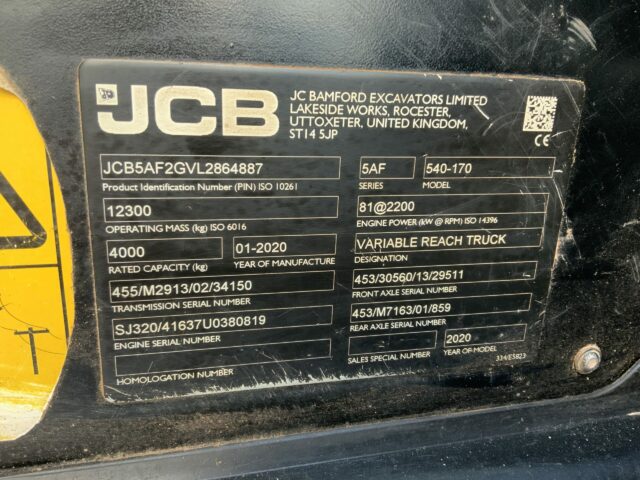 JCB
JC BAMFORD EXCAVATORS LIMITED
LAKESIDE WORKS, ROCESTER,
UTTOXETER, UNITED KINGDOM,
ST14 5JP
CE
JCB5AF2GVL2864887
Product Identification Number (PIN) ISO 10261
5AF
SERIES
540-170
MODEL
12300
OPERATING MASS (kg) ISO 6016
81@2200
ENGINE POWER (kW @ RPM) ISO 14396
4000
RATED CAPACITY (kg)
01-2020
YEAR OF MANUFACTURE
VARIABLE REACH TRUCK
DESIGNATION
455/M2913/02/34150
TRANSMISSION SERIAL NUMBER
453/30560/13/29511
FRONT AXLE SERIAL NUMBER
SJ320/41637U0380819
ENGINE SERIAL NUMBER
453/M7163/01/859
REAR AXLE SERIAL NUMBER
HOMOLOGATION NUMBER
SALES SPECIAL NUMBER
2020
YEAR OF MODEL
334/E5823
T